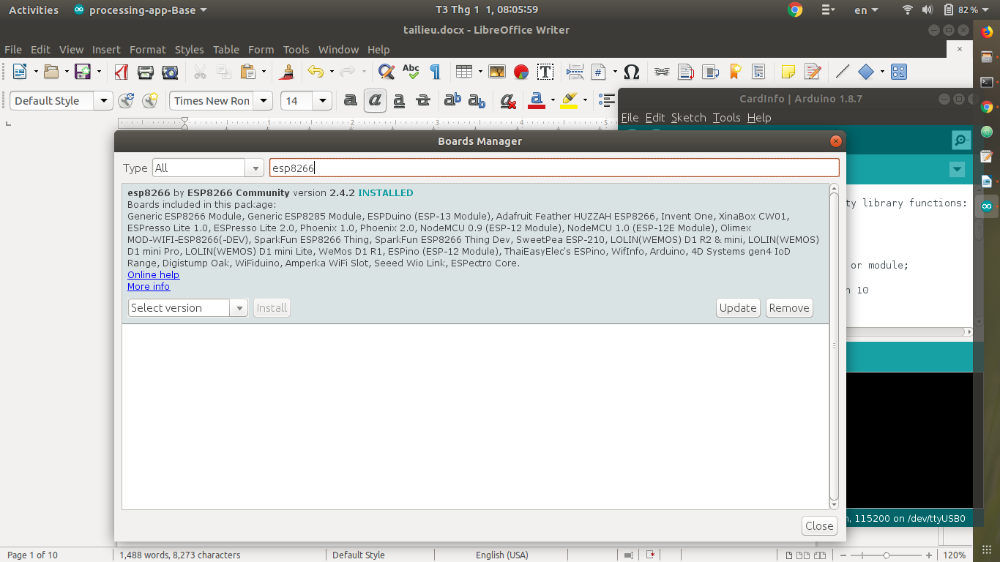 Activities processing-app-Base T3 Thg 1 1, 08:05:59 en 82%
tailieu.docx - LibreOffice Writer
File Edit View Insert Format Styles Table Form Tools Window Help
Default Style Times New Ron 14
CardInfo | Arduino 1.8.7
File Edit Sketch Tools Help
1 2 3 4 5
Boards Manager
Type All esp8266
esp8266 by ESP8266 Community version 2.4.2 INSTALLED
Boards included in this package:
Generic ESP8266 Module, Generic ESP8285 Module, ESPDuino (ESP-13 Module), Adafruit Feather HUZZAH ESP8266, Invent One, XinaBox CW01,
ESPresso Lite 1.0, ESPresso Lite 2.0, Phoenix 1.0, Phoenix 2.0, NodeMCU 0.9 (ESP-12 Module), NodeMCU 1.0 (ESP-12E Module), Olimex
MOD-WIFI-ESP8266(-DEV), SparkFun ESP8266 Thing, SparkFun ESP8266 Thing Dev, SweetPea ESP-210, LOLIN(WEMOS) D1 R2 & mini, LOLIN(WEMOS)
D1 mini Pro, LOLIN(WEMOS) D1 mini Lite, WeMos D1 R1, ESPino (ESP-12 Module), ThaiEasyElec's ESPino, WifInfo, Arduino, 4D Systems gen4 IoD
Range, Digistump Oak, WiFiduino, Amperka WiFi Slot, Seeed Wio Link, ESPectro Core.
Online help
More info
Select version Install Update Remove
ty library functions:
or module;
n 10
Close
n, 115200 on /dev/ttyUSB0
Page 1 of 10 1,488 words, 8,273 characters Default Style English (USA) 120%